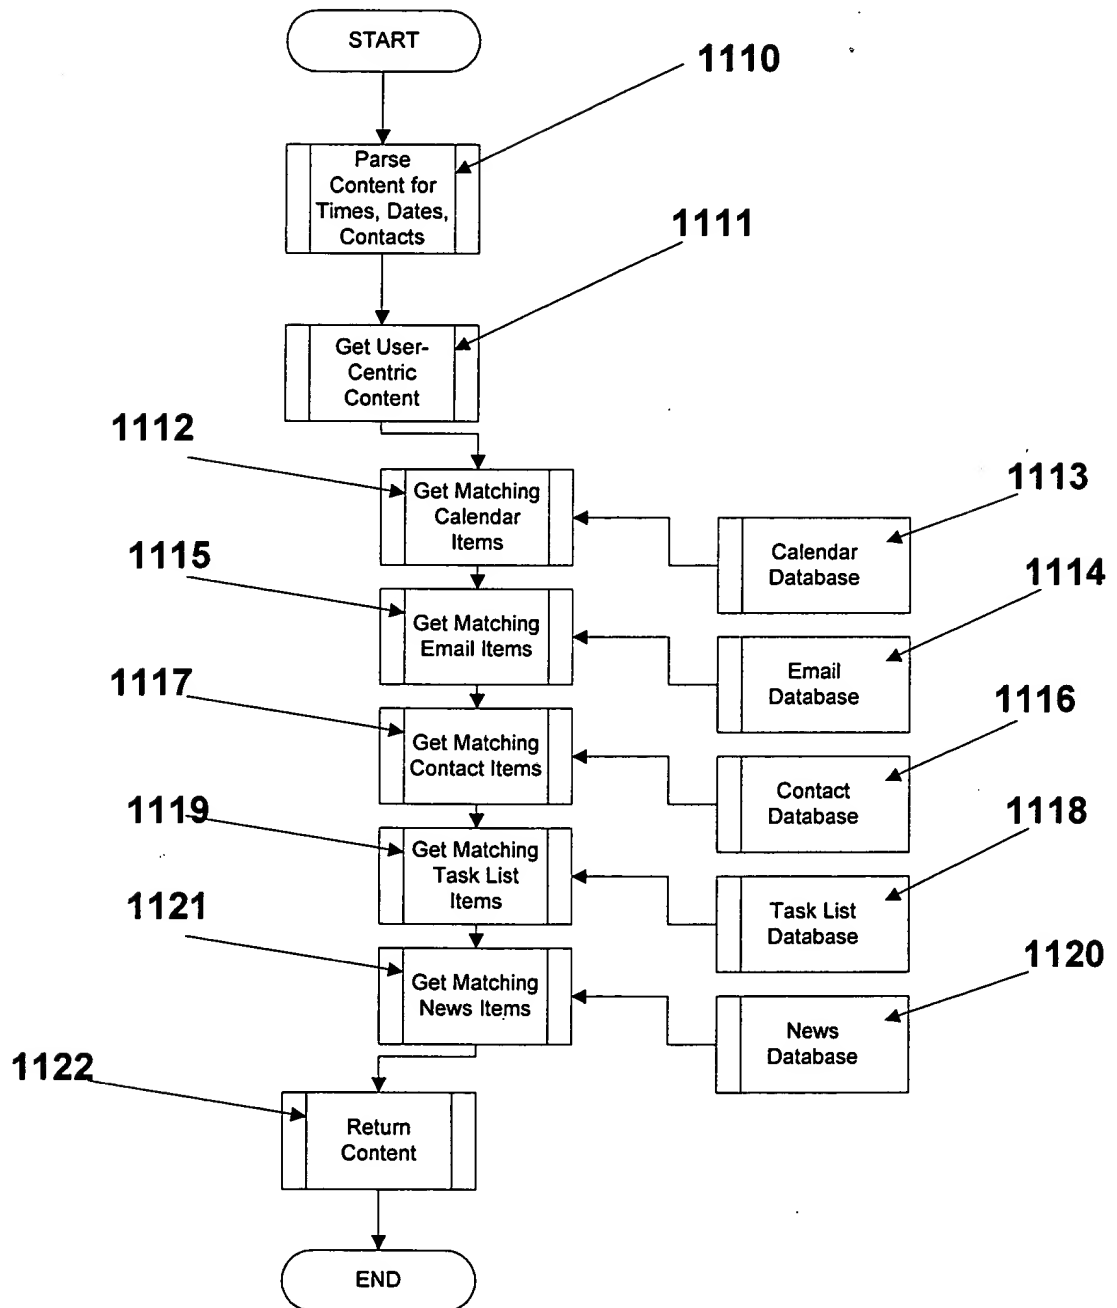 START
1110
Parse
Content for
Times, Dates,
Contacts
1111
Get User-
Centric
Content
1112
Get Matching
Calendar
Items
1113
Calendar
Database
1115
Get Matching
Email Items
1114
Email
Database
1117
Get Matching
Contact Items
1116
Contact
Database
1119
Get Matching
Task List
Items
1118
Task List
Database
1121
Get Matching
News Items
1120
News
Database
1122
Return
Content
END